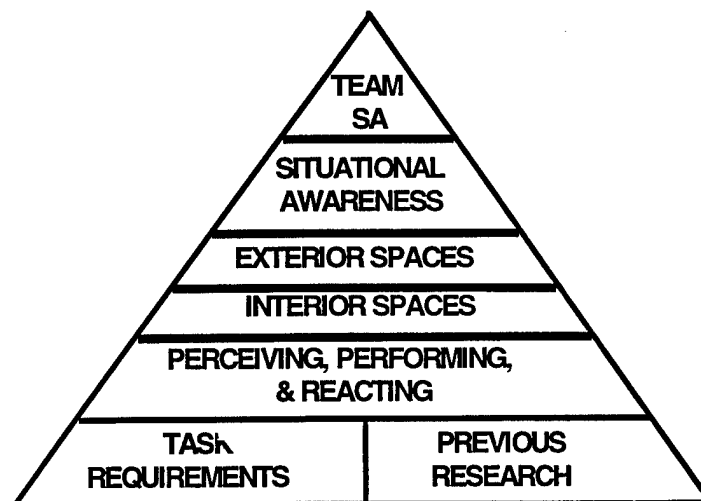 TEAM
SA
SITUATIONAL
AWARENESS
EXTERIOR SPACES
INTERIOR SPACES
PERCEIVING, PERFORMING,
& REACTING
TASK
REQUIREMENTS
PREVIOUS
RESEARCH